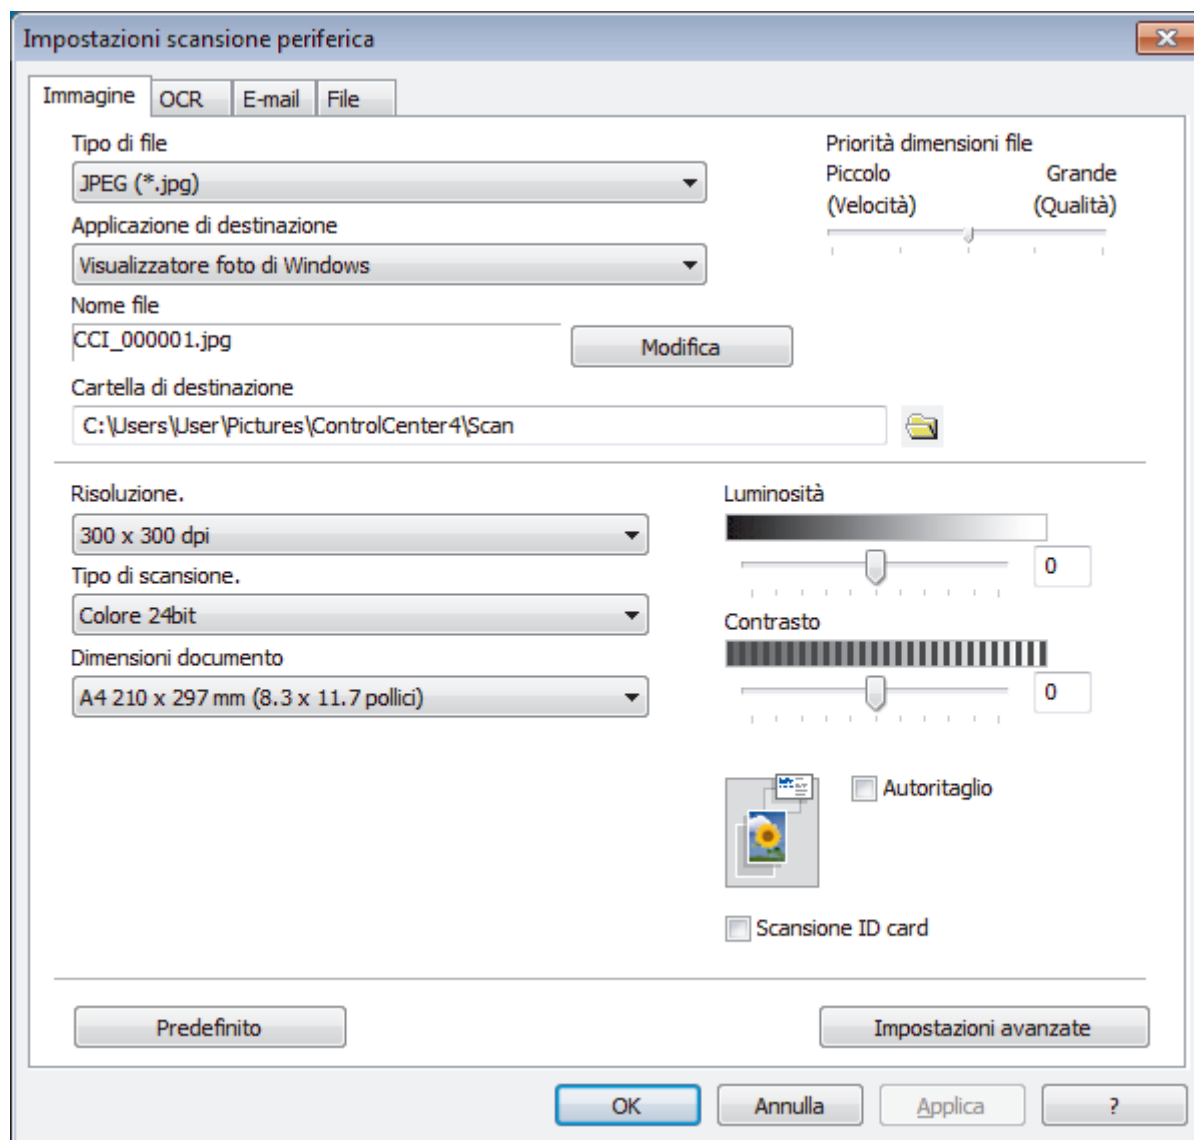 Impostazioni scansione periferica
Immagine OCR E-mail File
Tipo di file
JPEG (*.jpg)
Applicazione di destinazione
Visualizzatore foto di Windows
Nome file
CCI_000001.jpg
Modifica
Cartella di destinazione
C:\Users\User\Pictures\ControlCenter4\Scan
Priorità dimensioni file
Piccolo Grande
(Velocità) (Qualità)
Risoluzione.
300 x 300 dpi
Tipo di scansione.
Colore 24bit
Dimensioni documento
A4 210 x 297 mm (8.3 x 11.7 pollici)
Luminosità
0
Contrasto
0
Autoritaglio
Scansione ID card
Predefinito
Impostazioni avanzate
OK Annulla Applica ?